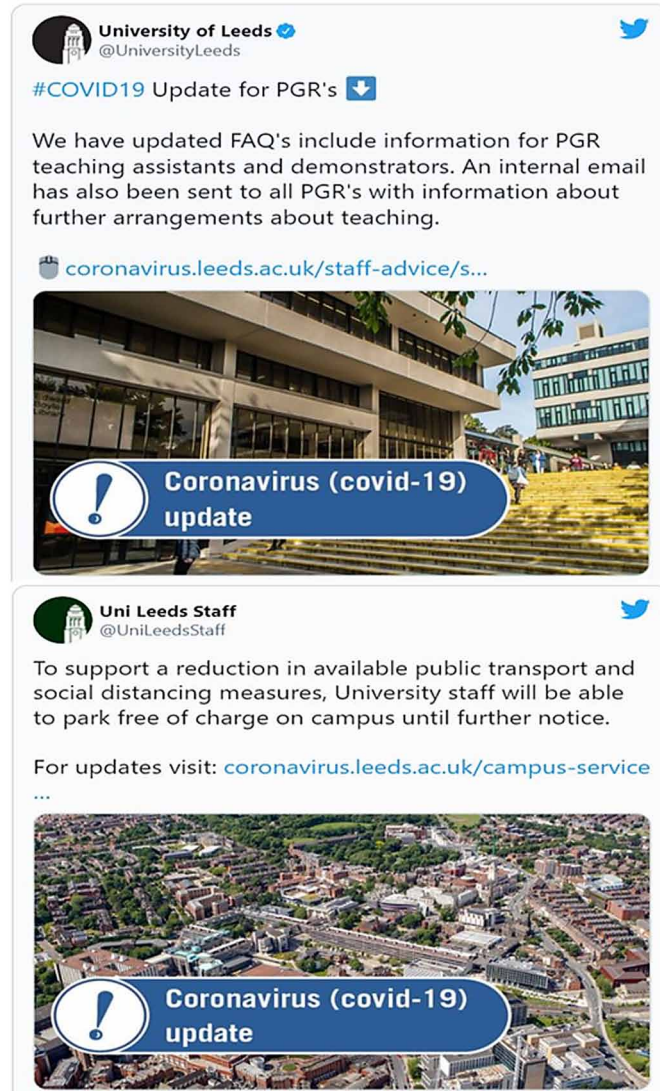 University of Leeds
@UniversityLeeds
#COVID19 Update for PGR's
We have updated FAQ's include information for PGR
teaching assistants and demonstrators. An internal email
has also been sent to all PGR's with information about
further arrangements about teaching.
coronavirus.leeds.ac.uk/staff-advice/s...
Coronavirus (covid-19)
update
Uni Leeds Staff
@UniLeedsStaff
To support a reduction in available public transport and
social distancing measures, University staff will be able
to park free of charge on campus until further notice.
For updates visit: coronavirus.leeds.ac.uk/campus-service
...
Coronavirus (covid-19)
update